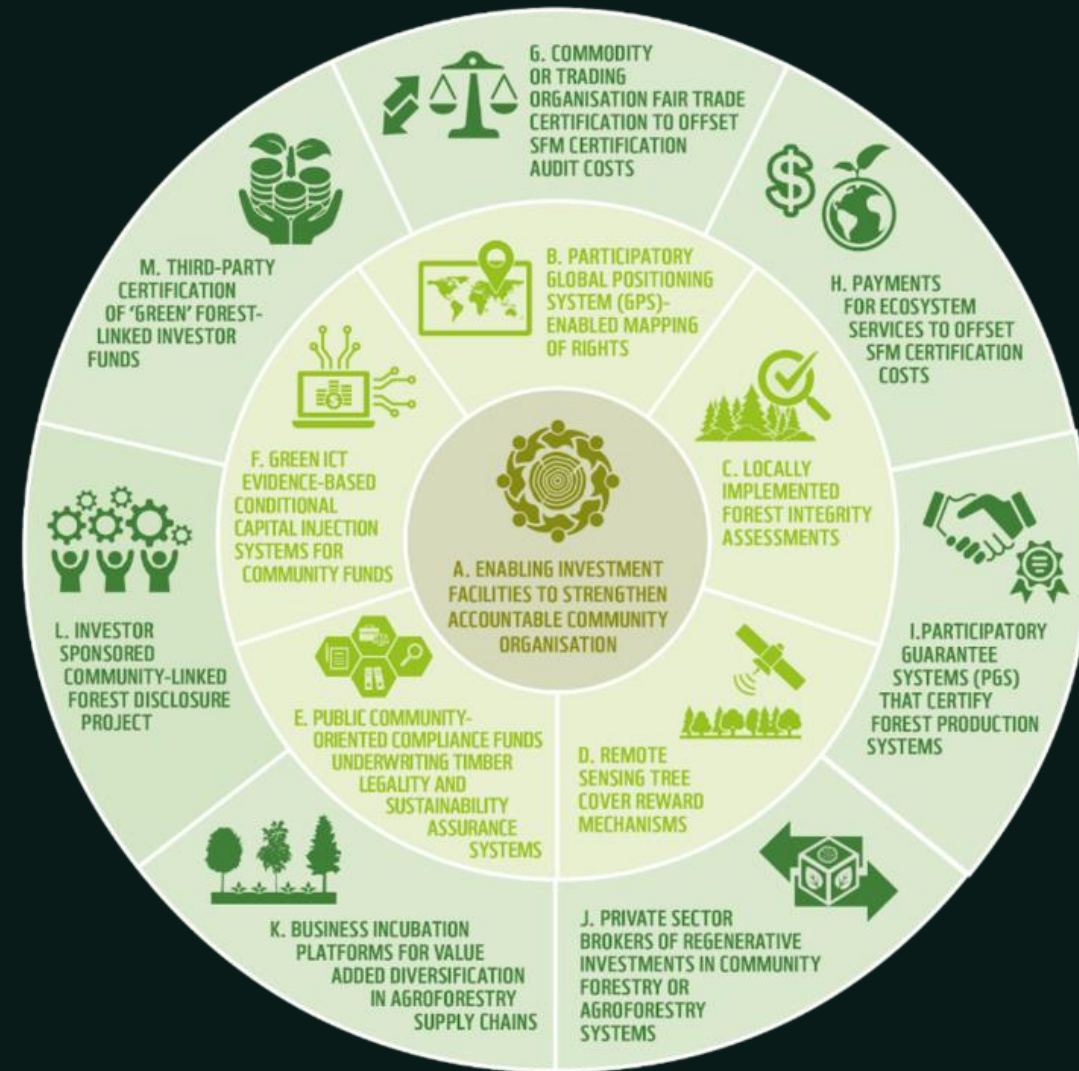 G. COMMODITY
OR TRADING
ORGANISATION FAIR TRADE
CERTIFICATION TO OFFSET
SFM CERTIFICATION
AUDIT COSTS
H. PAYMENTS
FOR ECOSYSTEM
SERVICES TO OFFSET
SFM CERTIFICATION
COSTS
I.PARTICIPATORY
GUARANTEE
SYSTEMS (PGS)
THAT CERTIFY
FOREST PRODUCTION
SYSTEMS
J. PRIVATE SECTOR
BROKERS OF REGENERATIVE
INVESTMENTS IN COMMUNITY
FORESTRY OR
AGROFORESTRY
SYSTEMS
K. BUSINESS INCUBATION
PLATFORMS FOR VALUE
ADDED DIVERSIFICATION
IN AGROFORESTRY
SUPPLY CHAINS
L. INVESTOR
SPONSORED
COMMUNITY-LINKED
FOREST DISCLOSURE
PROJECT
M. THIRD-PARTY
CERTIFICATION
OF ‘GREEN’ FOREST-
LINKED INVESTOR
FUNDS
B. PARTICIPATORY
GLOBAL POSITIONING
SYSTEM (GPS)-
ENABLED MAPPING
OF RIGHTS
C. LOCALLY
IMPLEMENTED
FOREST INTEGRITY
ASSESSMENTS
D. REMOTE
SENSING TREE
COVER REWARD
MECHANISMS
E. PUBLIC COMMUNITY-
ORIENTED COMPLIANCE FUNDS
UNDERWRITING TIMBER
LEGALITY AND
SUSTAINABILITY
ASSURANCE
SYSTEMS
F. GREEN ICT
EVIDENCE-BASED
CONDITIONAL
CAPITAL INJECTION
SYSTEMS FOR
COMMUNITY FUNDS
A. ENABLING INVESTMENT
FACILITIES TO STRENGTHEN
ACCOUNTABLE COMMUNITY
ORGANISATION
$
$